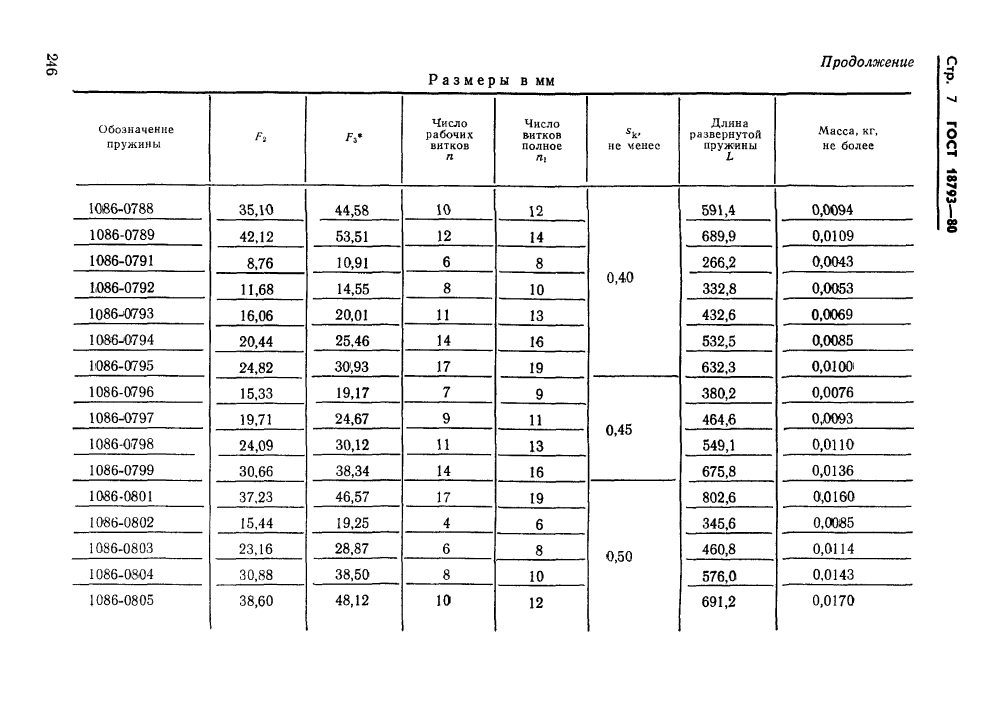 246
Стр. 7 ГОСТ 18793—80
Продолжение
Размеры в мм
Обозначение пружины | F₂ | F₃* | Число рабочих витков n | Число витков полное n₁ | sₖ, не менее | Длина развернутой пружины L | Масса, кг, не более
1086-0788 | 35,10 | 44,58 | 10 | 12 | 0,40 | 591,4 | 0,0094
1086-0789 | 42,12 | 53,51 | 12 | 14 | 689,9 | 0,0109
1086-0791 | 8,76 | 10,91 | 6 | 8 | 266,2 | 0,0043
1086-0792 | 11,68 | 14,55 | 8 | 10 | 332,8 | 0,0053
1086-0793 | 16,06 | 20,01 | 11 | 13 | 432,6 | 0,0069
1086-0794 | 20,44 | 25,46 | 14 | 16 | 532,5 | 0,0085
1086-0795 | 24,82 | 30,93 | 17 | 19 | 632,3 | 0,0100
1086-0796 | 15,33 | 19,17 | 7 | 9 | 0,45 | 380,2 | 0,0076
1086-0797 | 19,71 | 24,67 | 9 | 11 | 464,6 | 0,0093
1086-0798 | 24,09 | 30,12 | 11 | 13 | 549,1 | 0,0110
1086-0799 | 30,66 | 38,34 | 14 | 16 | 675,8 | 0,0136
1086-0801 | 37,23 | 46,57 | 17 | 19 | 0,50 | 802,6 | 0,0160
1086-0802 | 15,44 | 19,25 | 4 | 6 | 345,6 | 0,0085
1086-0803 | 23,16 | 28,87 | 6 | 8 | 460,8 | 0,0114
1086-0804 | 30,88 | 38,50 | 8 | 10 | 576,0 | 0,0143
1086-0805 | 38,60 | 48,12 | 10 | 12 | 691,2 | 0,0170